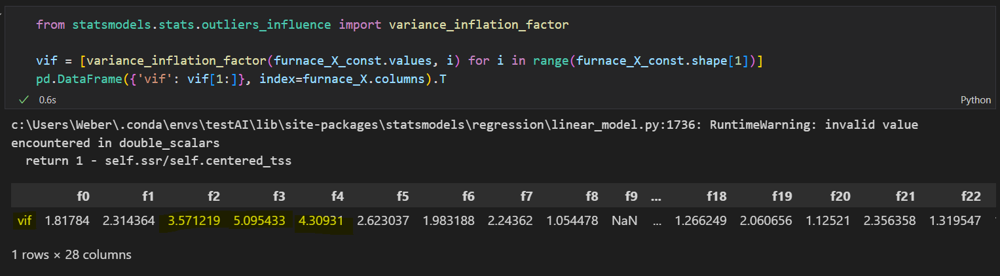 from statsmodels.stats.outliers_influence import variance_inflation_factor
vif = [variance_inflation_factor(furnace_X_const.values, i) for i in range(furnace_X_const.shape[1])]
pd.DataFrame({'vif': vif[1:]}, index=furnace_X.columns).T
0.6s Python
c:\Users\Weber\.conda\envs\testAI\lib\site-packages\statsmodels\regression\linear_model.py:1736: RuntimeWarning: invalid value
encountered in double_scalars
return 1 - self.ssr/self.centered_tss
f0 f1 f2 f3 f4 f5 f6 f7 f8 f9 ... f18 f19 f20 f21 f22
vif 1.81784 2.314364 3.571219 5.095433 4.30931 2.623037 1.983188 2.24362 1.054478 NaN ... 1.266249 2.060656 1.12521 2.356358 1.319547
1 rows × 28 columns